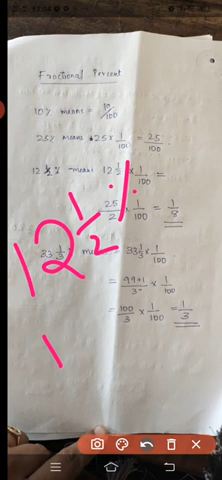 Fractional Percent
10% means = 10/100
25% means 25 x 1/100 = 25/100
12 1/2 % means 12 1/2 x 1/100 =
25/2 x 1/100 = 1/8
33 1/3 = 33 1/3 x 1/100
= 99+1/3 x 1/100
= 100/3 x 1/100 = 1/3
12 1/2 %
1